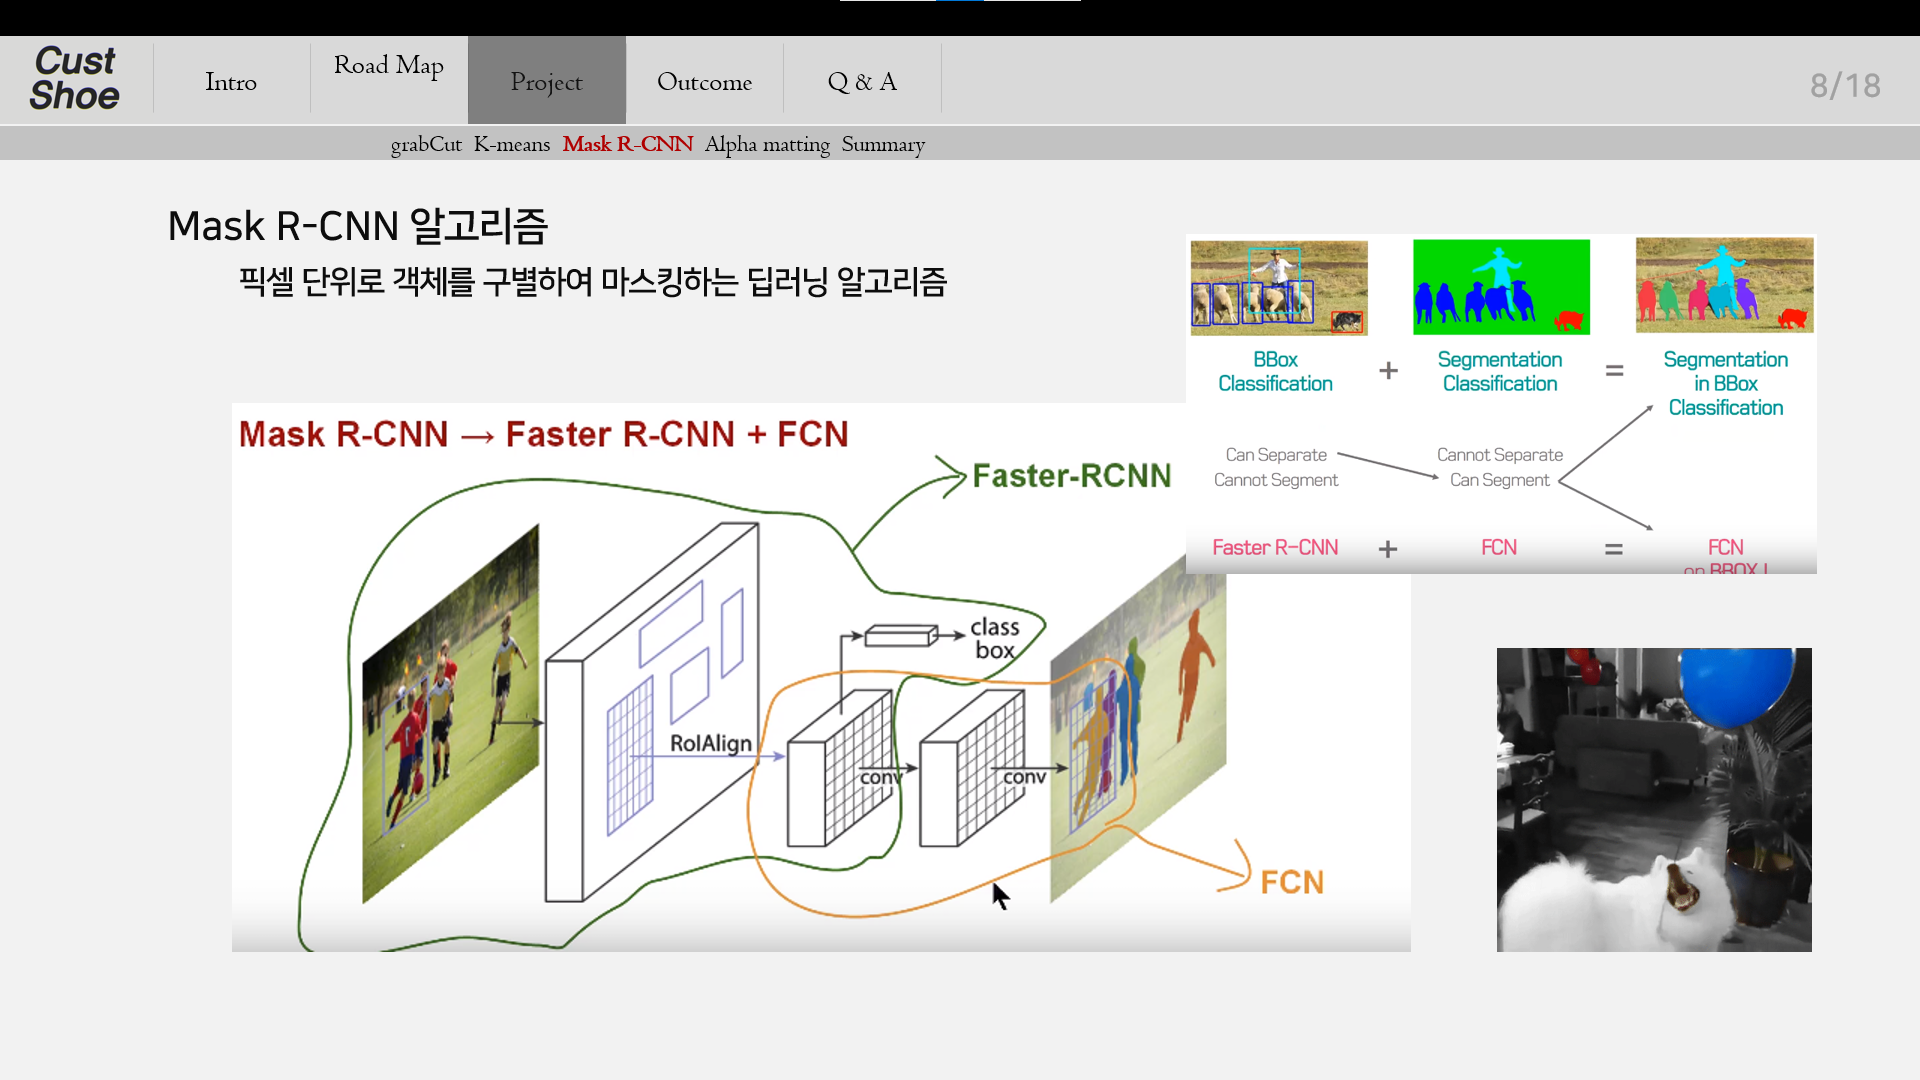 Cust
Shoe
Intro
Road Map
Project
Outcome
Q & A
8/18
grabCut K-means Mask R-CNN Alpha matting Summary
Mask R-CNN 알고리즘
픽셀 단위로 객체를 구별하여 마스킹하는 딥러닝 알고리즘
BBox
Classification
+
Segmentation
Classification
=
Segmentation
in BBox
Classification
Can Separate
Cannot Segment
Cannot Separate
Can Segment
Faster R-CNN + FCN = FCN
on BBOX !
Mask R-CNN → Faster R-CNN + FCN
Faster-RCNN
class
box
RoIAlign
conv
conv
FCN